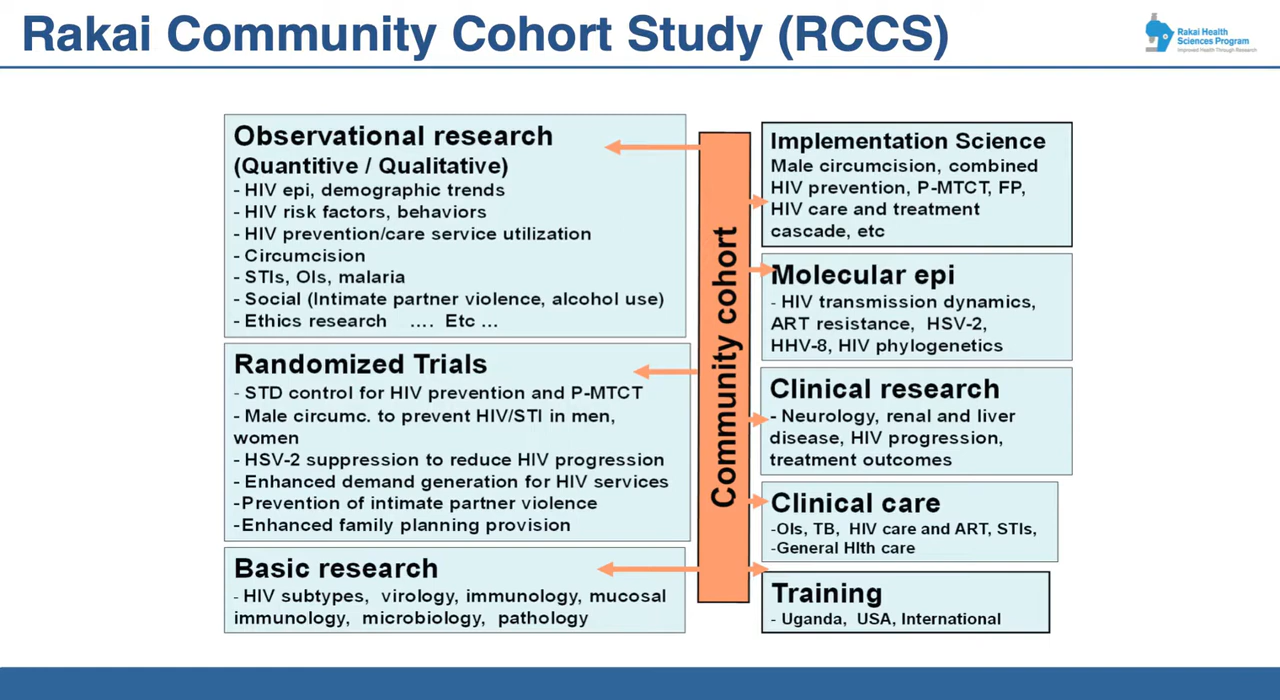 Rakai Community Cohort Study (RCCS)
Rakai Health
Sciences Program
Improved Health Through Research
Observational research
(Quantitive / Qualitative)
- HIV epi, demographic trends
- HIV risk factors, behaviors
- HIV prevention/care service utilization
- Circumcision
- STIs, OIs, malaria
- Social (Intimate partner violence, alcohol use)
- Ethics research .... Etc ...
Randomized Trials
- STD control for HIV prevention and P-MTCT
- Male circumc. to prevent HIV/STI in men,
women
- HSV-2 suppression to reduce HIV progression
- Enhanced demand generation for HIV services
-Prevention of intimate partner violence
-Enhanced family planning provision
Basic research
- HIV subtypes, virology, immunology, mucosal
immunology, microbiology, pathology
Community cohort
Implementation Science
Male circumcision, combined
HIV prevention, P-MTCT, FP,
HIV care and treatment
cascade, etc
Molecular epi
- HIV transmission dynamics,
ART resistance, HSV-2,
HHV-8, HIV phylogenetics
Clinical research
- Neurology, renal and liver
disease, HIV progression,
treatment outcomes
Clinical care
-OIs, TB, HIV care and ART, STIs,
-General Hlth care
Training
- Uganda, USA, International